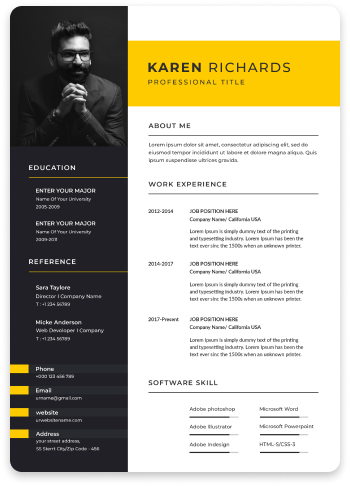 KAREN RICHARDS
PROFESSIONAL TITLE
ABOUT ME
Lorem ipsum dolor sit amet, consectetur adipiscing elit, sed do
eiusmod tempor incididunt ut labore et dolore magna aliqua. Quis
ipsum suspendisse ultrices gravida.
WORK EXPERIENCE
2012-2014
JOB POSITION HERE
Company Name/ California USA
Lorem Ipsum is simply dummy text of the printing
and typesetting industry. Lorem Ipsum has been the
text ever sinc the 1500s when an unknown printer.
2014-2017
JOB POSITION HERE
Company Name/ California USA
Lorem Ipsum is simply dummy text of the printing
and typesetting industry. Lorem Ipsum has been the
text ever sinc the 1500s when an unknown printer.
2017-Present
JOB POSITION HERE
Company Name/ California USA
Lorem Ipsum is simply dummy text of the printing
and typesetting industry. Lorem Ipsum has been the
text ever sinc the 1500s when an unknown printer.
SOFTWARE SKILL
Adobe photoshop
Microsoft Word
Adobe Illustrator
Microsoft Powerpoint
Adobe Indesign
HTML-5/CSS-3
EDUCATION
ENTER YOUR MAJOR
Name Of Your University
2005-2009
ENTER YOUR MAJOR
Name Of Your University
2009-2011
REFERENCE
Sara Taylore
Director | Company Name
T : +1 234 56789
Micke Anderson
Web Devoloper | Company
T : +1 234 56789
Phone
+000 123 456 789
Email
urname@gmail.com
website
urwebsitename.com
Address
your street address,
SS Skerrt City/Zip Code - 456